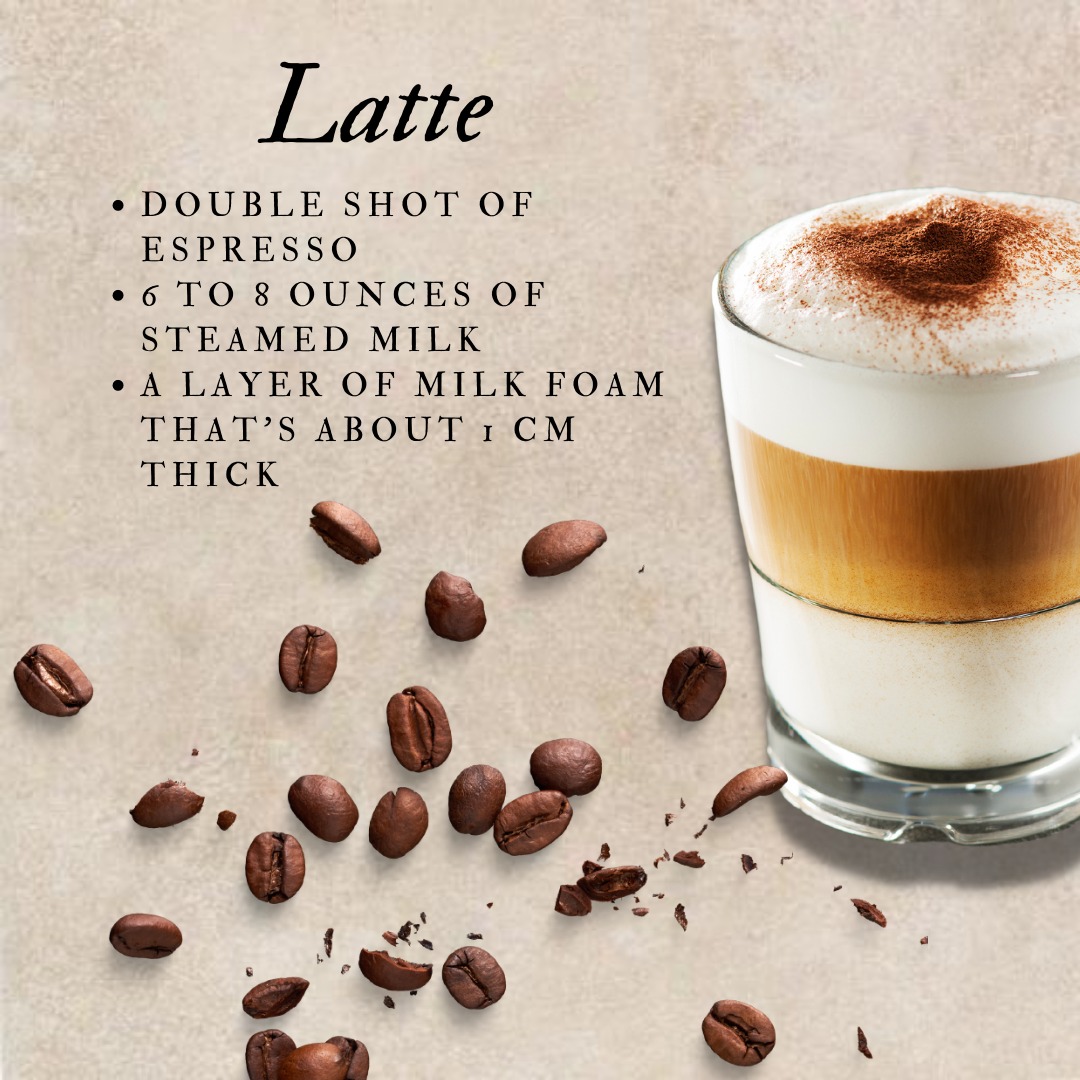 Latte
• DOUBLE SHOT OF
ESPRESSO
• 6 TO 8 OUNCES OF
STEAMED MILK
• A LAYER OF MILK FOAM
THAT’S ABOUT 1 CM
THICK